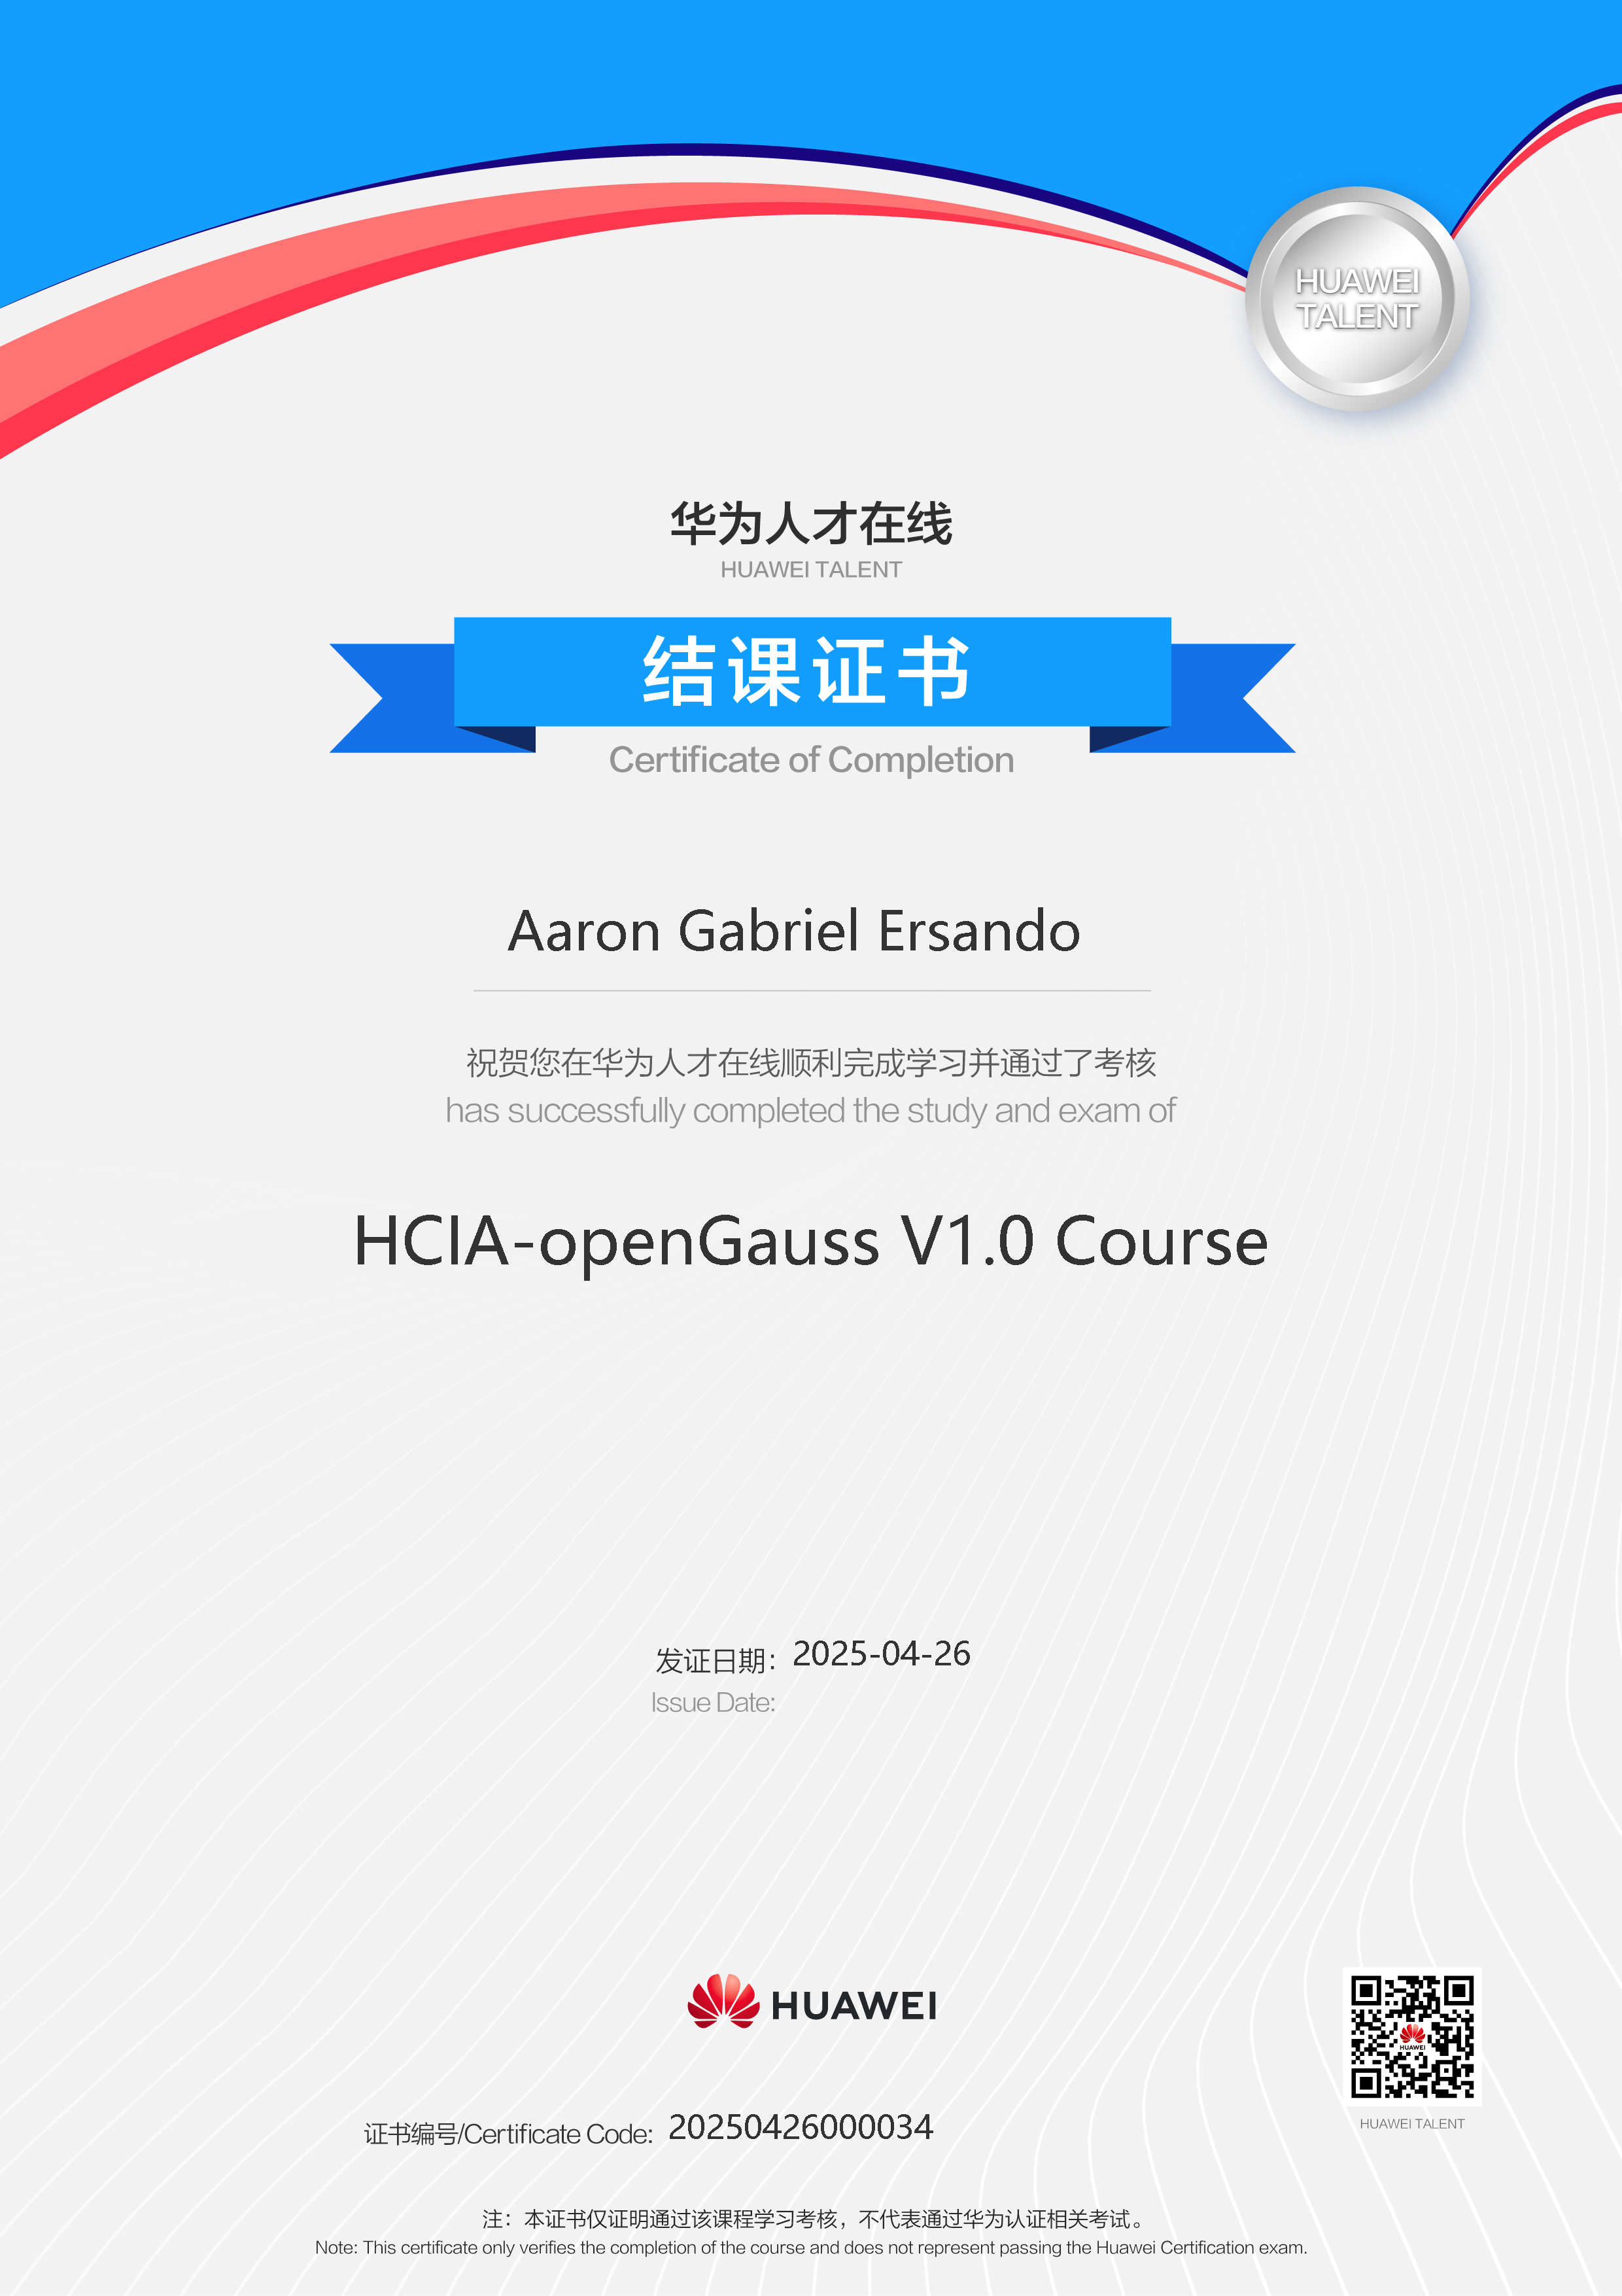 HUAWEI
TALENT
华为人才在线
HUAWEI TALENT
结课证书
Certificate of Completion
Aaron Gabriel Ersando
祝贺您在华为人才在线顺利完成学习并通过了考核
has successfully completed the study and exam of
HCIA-openGauss V1.0 Course
发证日期：2025-04-26
Issue Date:
HUAWEI
HUAWEI
HUAWEI TALENT
证书编号/Certificate Code: 20250426000034
注：本证书仅证明通过该课程学习考核，不代表通过华为认证相关考试。
Note: This certificate only verifies the completion of the course and does not represent passing the Huawei Certification exam.